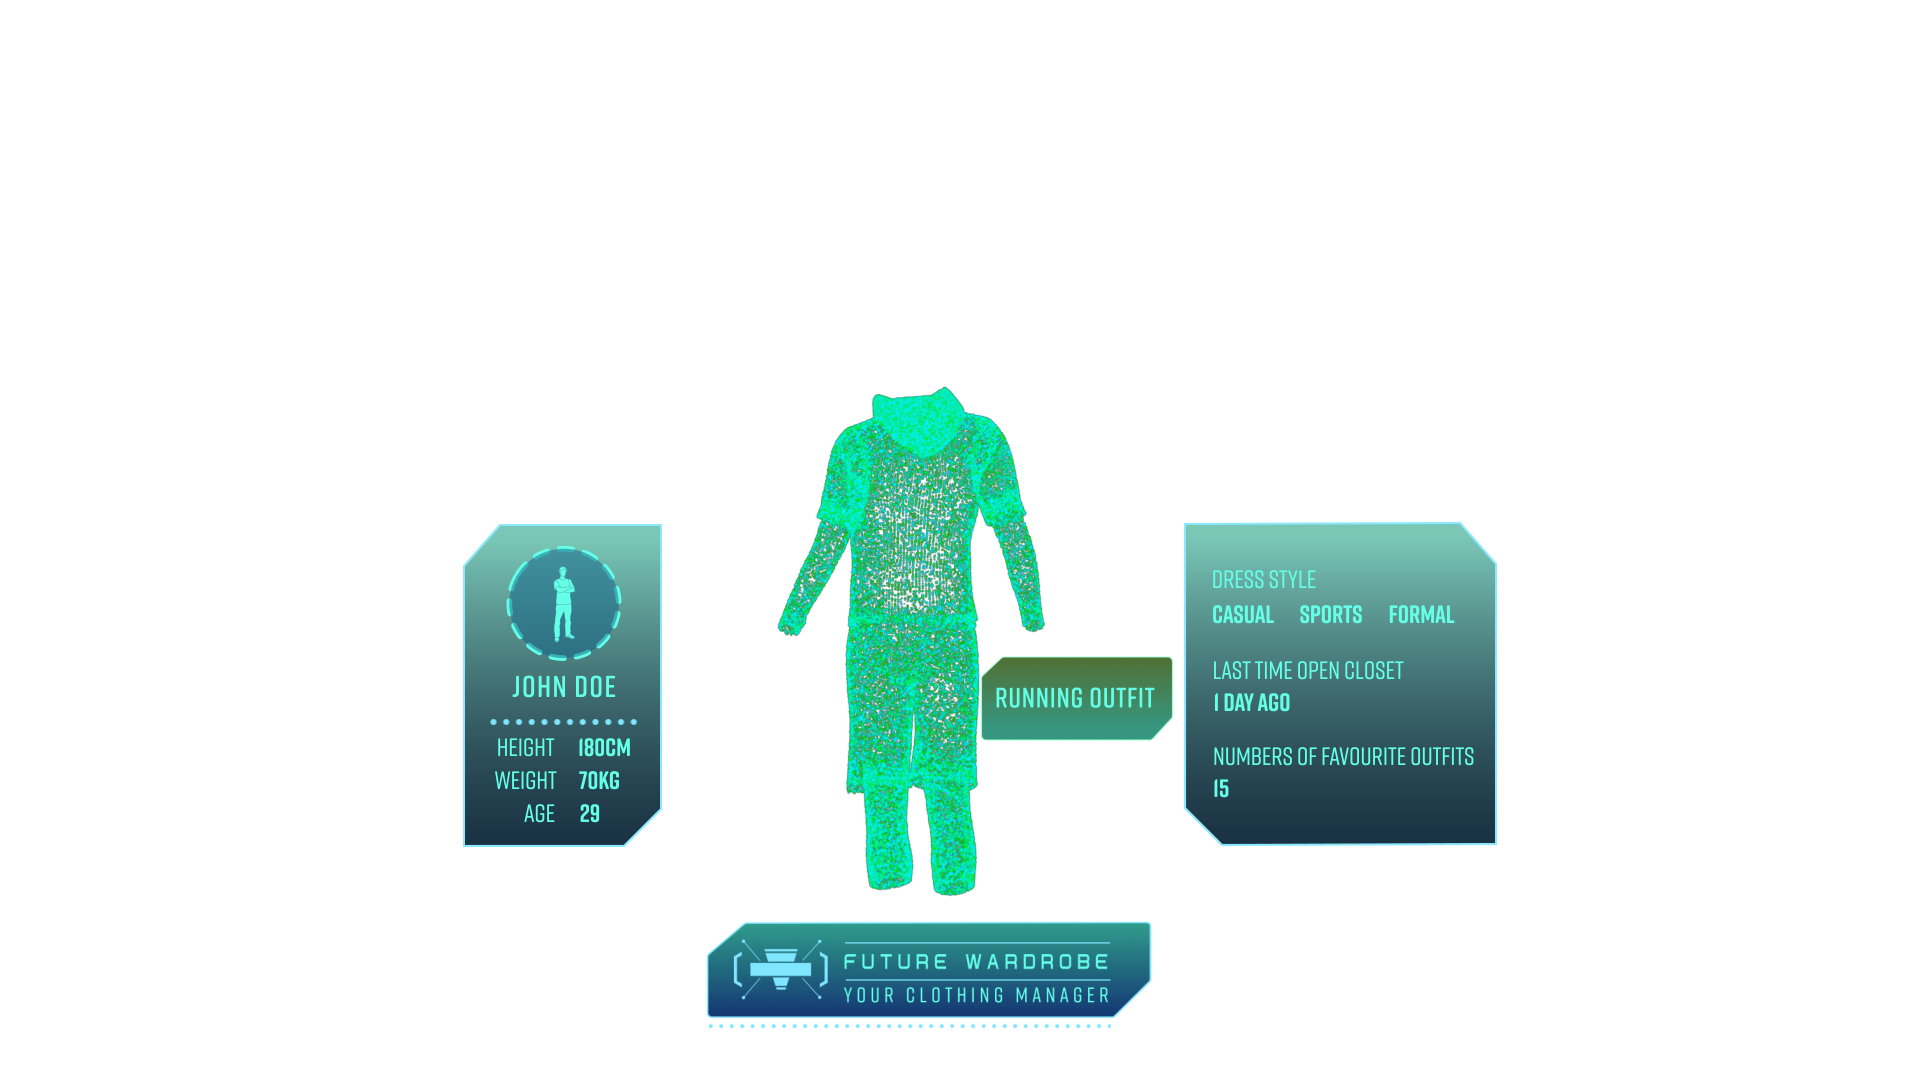 JOHN DOE
HEIGHT 180CM
WEIGHT 70KG
AGE 29
RUNNING OUTFIT
DRESS STYLE
CASUAL SPORTS FORMAL
LAST TIME OPEN CLOSET
1 DAY AGO
NUMBERS OF FAVOURITE OUTFITS
15
FUTURE WARDROBE
YOUR CLOTHING MANAGER